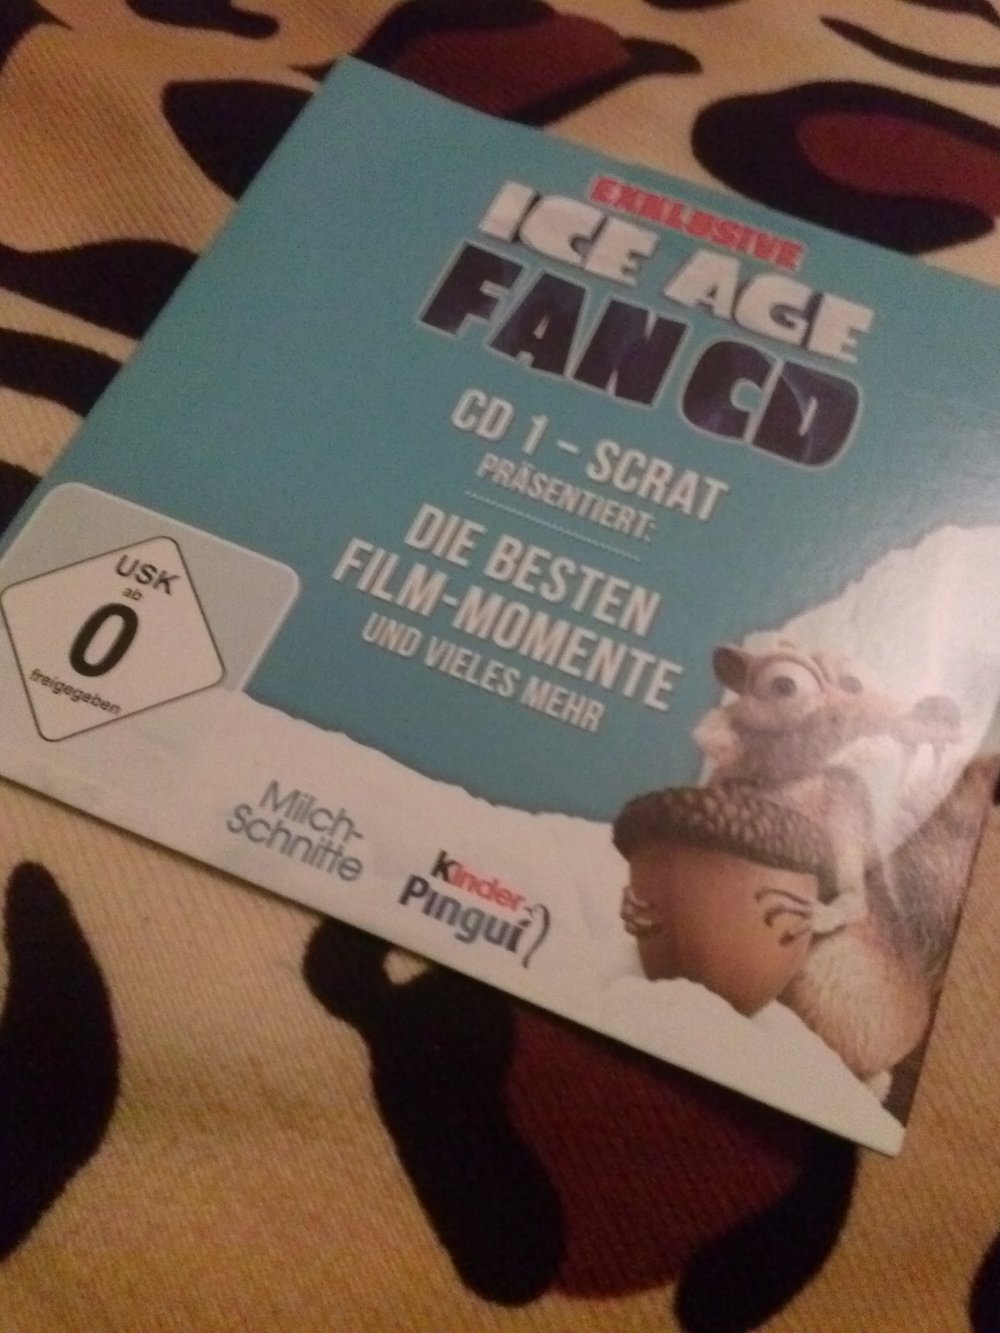 EXKLUSIVE
ICE AGE
FAN CD
CD 1 – SCRAT
PRÄSENTIERT:
DIE BESTEN
FILM-MOMENTE
UND VIELES MEHR
USK
ab
0
freigegeben
Milch-
Schnitte
Kinder
Pinguí